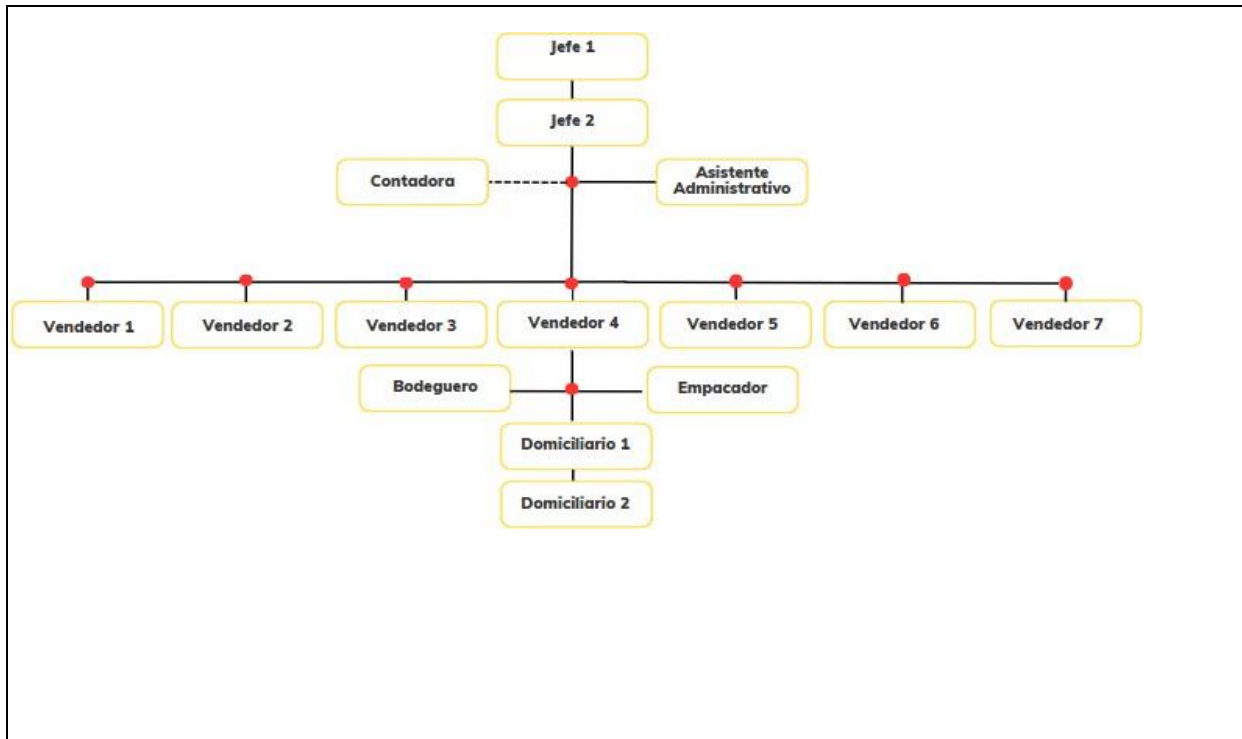 Jefe 1
Jefe 2
Contadora
Asistente
Administrativo
Vendedor 1
Vendedor 2
Vendedor 3
Vendedor 4
Vendedor 5
Vendedor 6
Vendedor 7
Bodeguero
Empacador
Domiciliario 1
Domiciliario 2